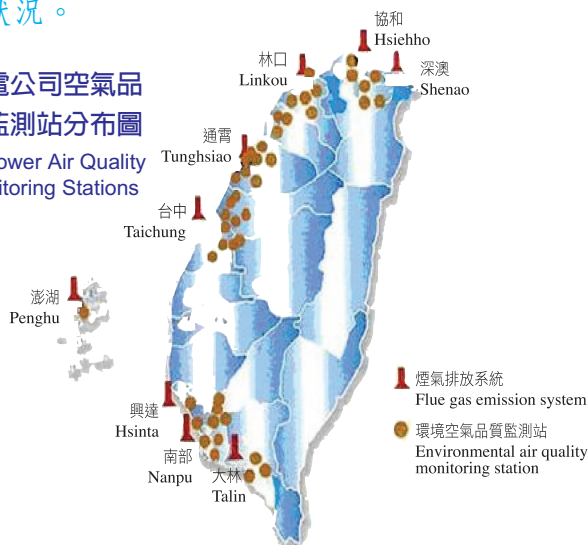 狀況。
電公司空氣品
監測站分布圖
ower Air Quality
itoring Stations
協和
Hsiehho
林口
Linkou
深澳
Shenao
通霄
Tunghsiao
台中
Taichung
澎湖
Penghu
興達
Hsinta
南部
Nanpu
大林
Talin
煙氣排放系統
Flue gas emission system
環境空氣品質監測站
Environmental air quality
monitoring station